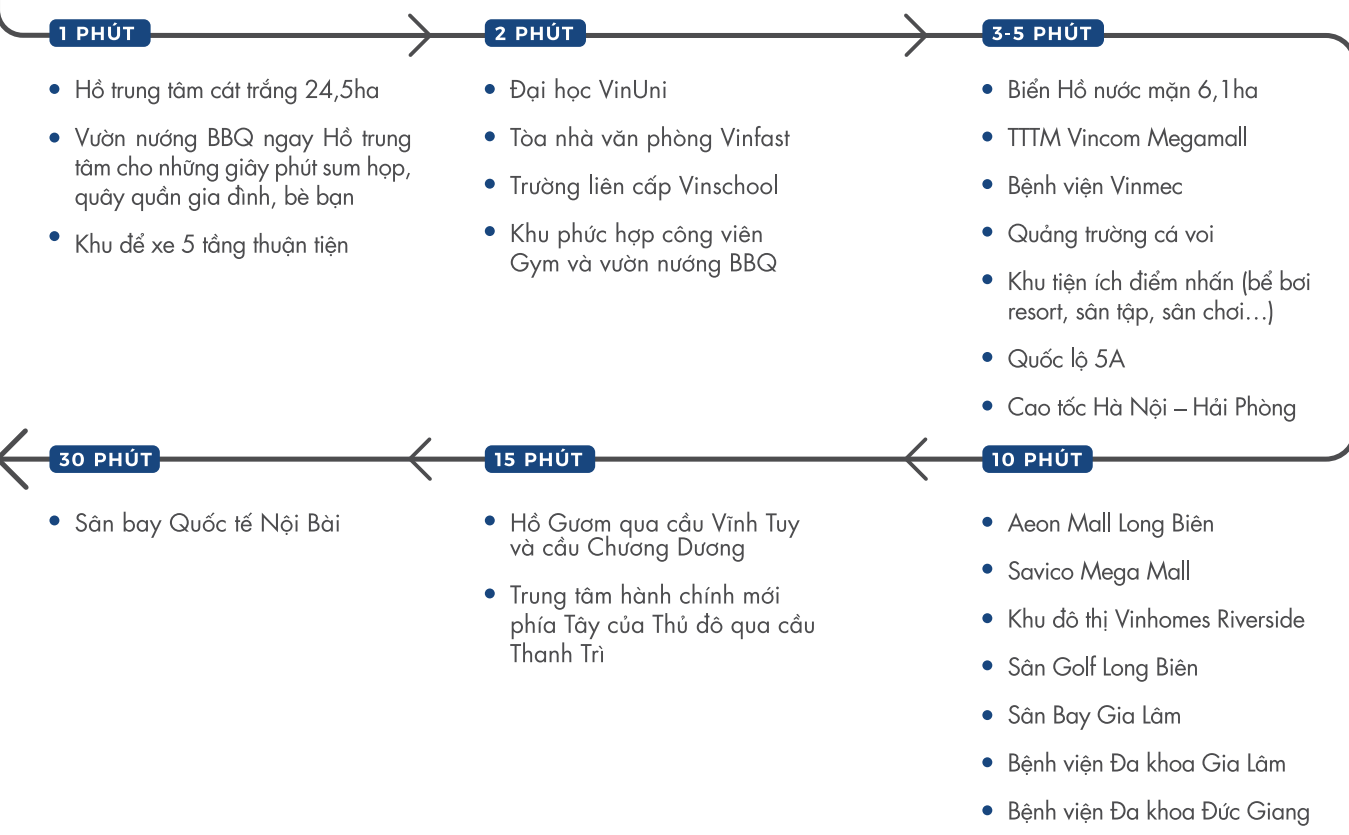 1 PHÚT
Hồ trung tâm cát trắng 24,5ha
Vườn nướng BBQ ngay Hồ trung
tâm cho những giây phút sum họp,
quây quần gia đình, bè bạn
Khu để xe 5 tầng thuận tiện
2 PHÚT
Đại học VinUni
Tòa nhà văn phòng Vinfast
Trường liên cấp Vinschool
Khu phức hợp công viên
Gym và vườn nướng BBQ
3-5 PHÚT
Biển Hồ nước mặn 6,1ha
TTTM Vincom Megamall
Bệnh viện Vinmec
Quảng trường cá voi
Khu tiện ích điểm nhấn (bể bơi
resort, sân tập, sân chơi...)
Quốc lộ 5A
Cao tốc Hà Nội – Hải Phòng
10 PHÚT
Aeon Mall Long Biên
Savico Mega Mall
Khu đô thị Vinhomes Riverside
Sân Golf Long Biên
Sân Bay Gia Lâm
Bệnh viện Đa khoa Gia Lâm
Bệnh viện Đa khoa Đức Giang
15 PHÚT
Hồ Gươm qua cầu Vĩnh Tuy
và cầu Chương Dương
Trung tâm hành chính mới
phía Tây của Thủ đô qua cầu
Thanh Trì
30 PHÚT
Sân bay Quốc tế Nội Bài